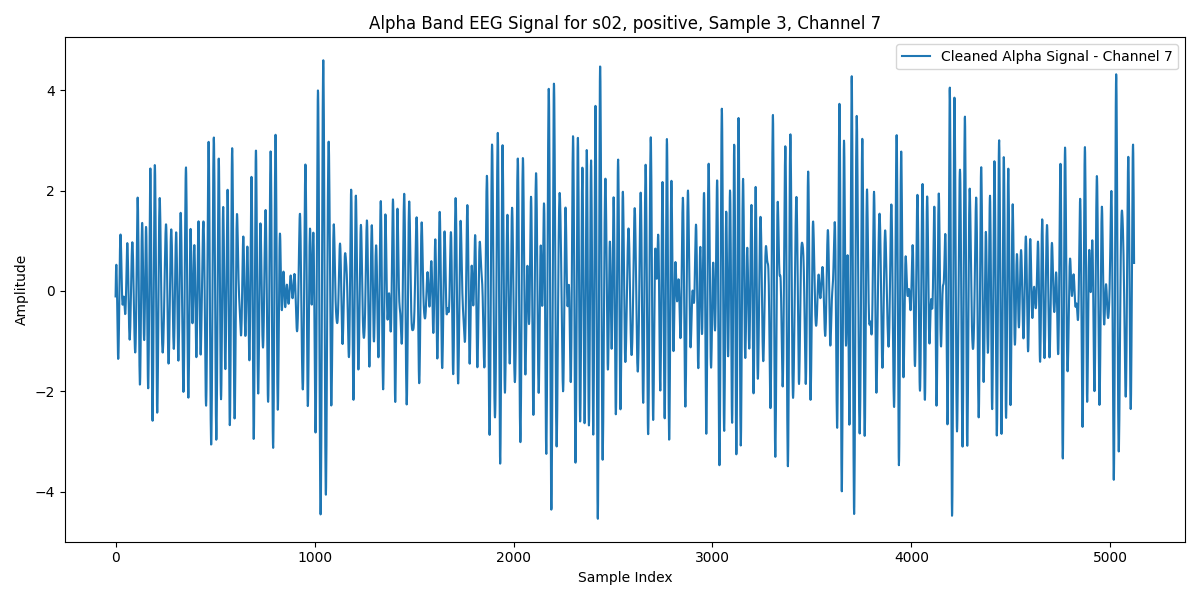 Alpha Band EEG Signal for s02, positive, Sample 3, Channel 7
Cleaned Alpha Signal - Channel 7
Amplitude
4
2
0
−2
−4
0 1000 2000 3000 4000 5000
Sample Index